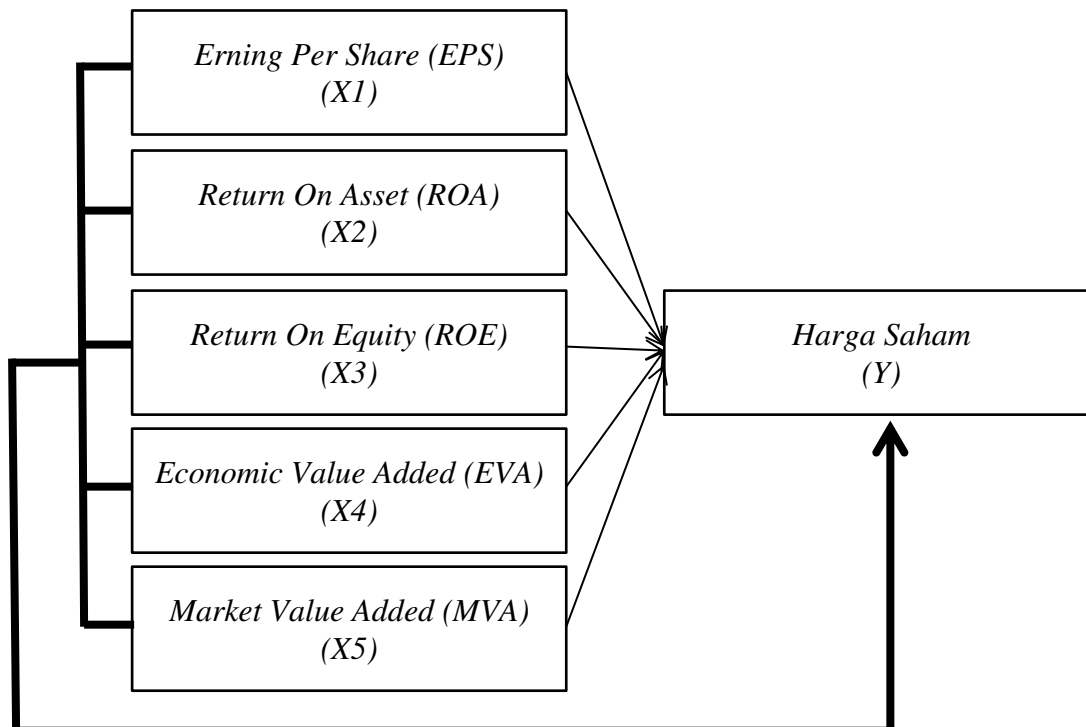 Erning Per Share (EPS)
(X1)
Return On Asset (ROA)
(X2)
Return On Equity (ROE)
(X3)
Harga Saham
(Y)
Economic Value Added (EVA)
(X4)
Market Value Added (MVA)
(X5)